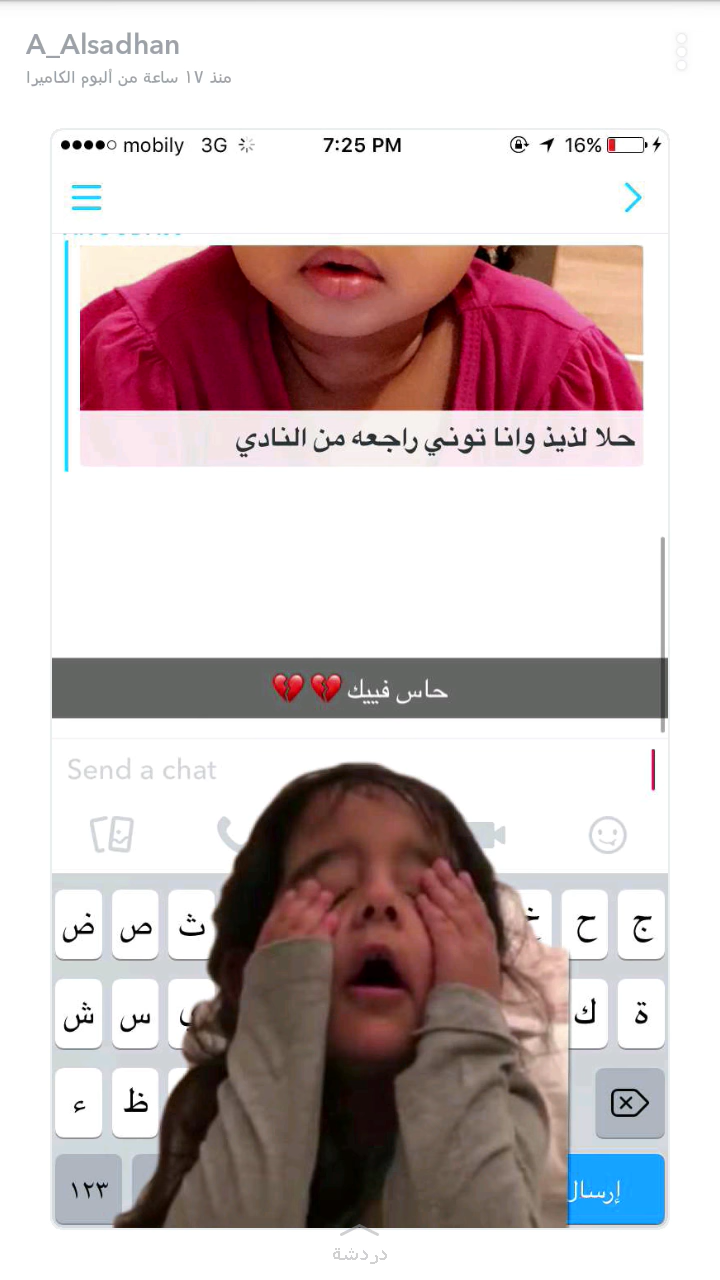 A_Alsadhan
منذ ١٧ ساعة من ألبوم الكاميرا
mobily 3G 7:25 PM 16%
حلا لذيذ وانا توني راجعه من النادي
حاس فييك 💔💔
Send a chat
ض ص ث ح ج
ش س ك ة
ء ظ
١٢٣ إرسال
دردشة